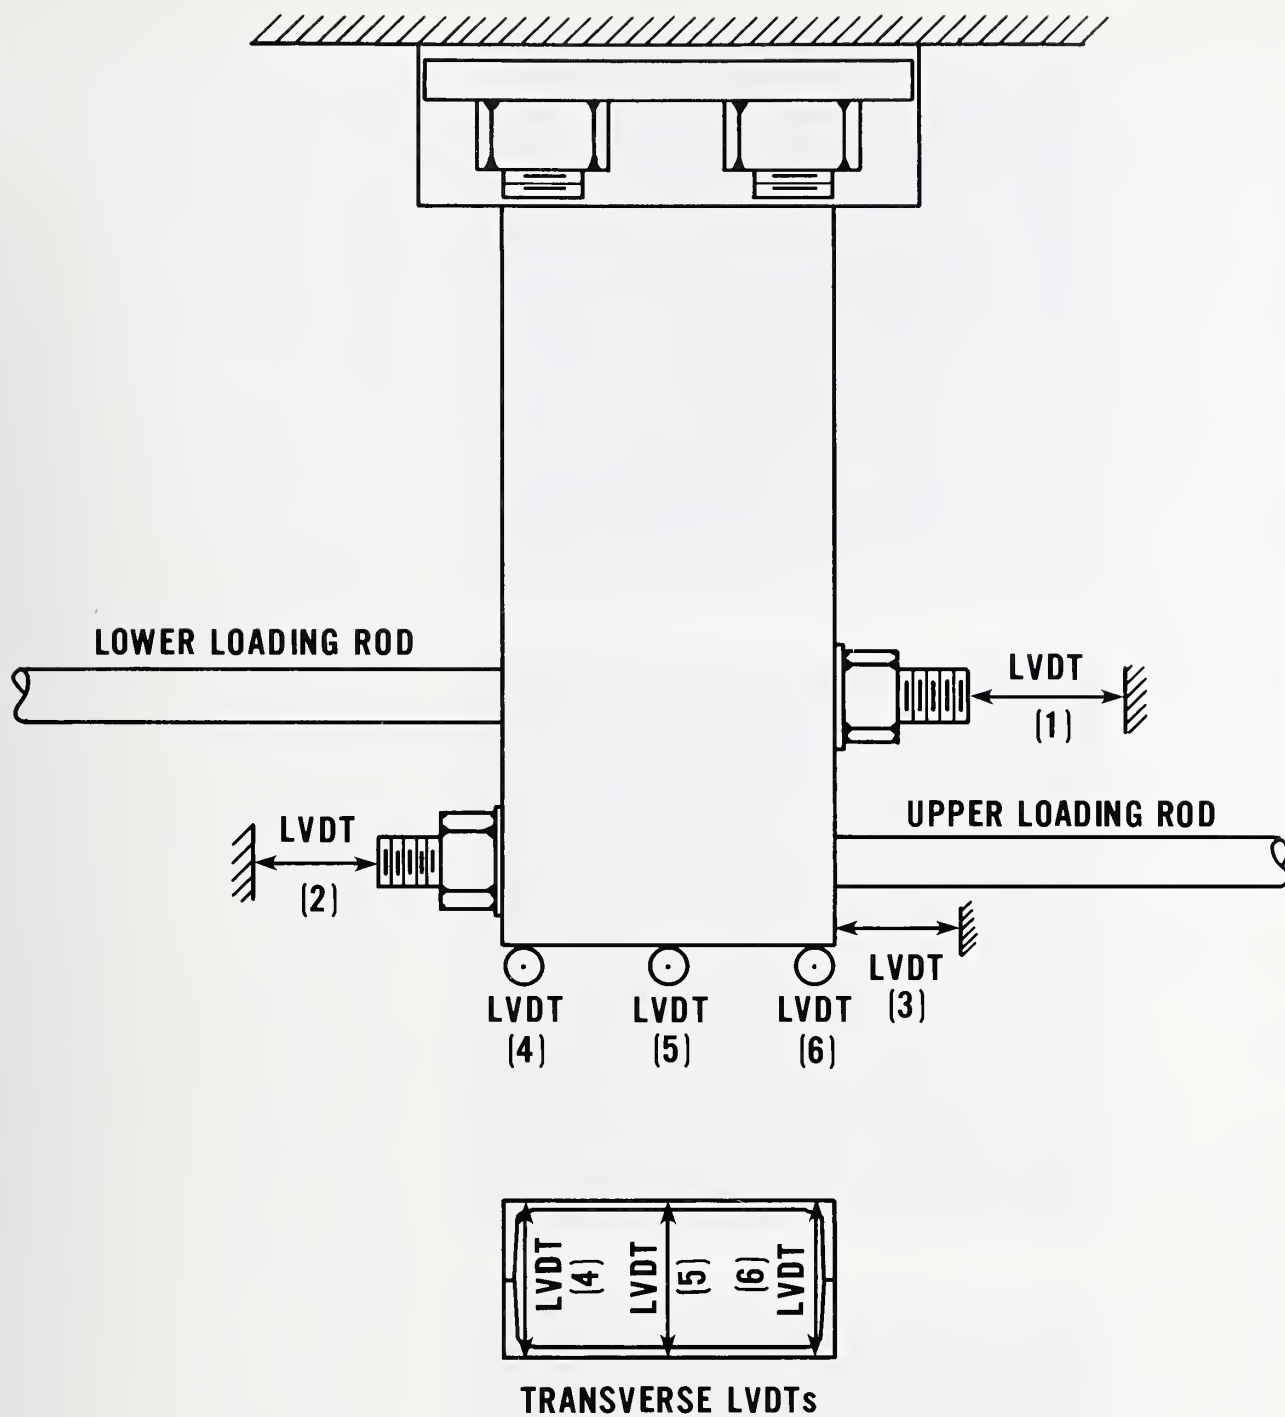 LOWER LOADING ROD
LVDT
(1)
UPPER LOADING ROD
LVDT
(2)
LVDT
(3)
LVDT
(4)
LVDT
(5)
LVDT
(6)
LVDT
(4)
LVDT
(5)
(6)
LVDT
TRANSVERSE LVDTs